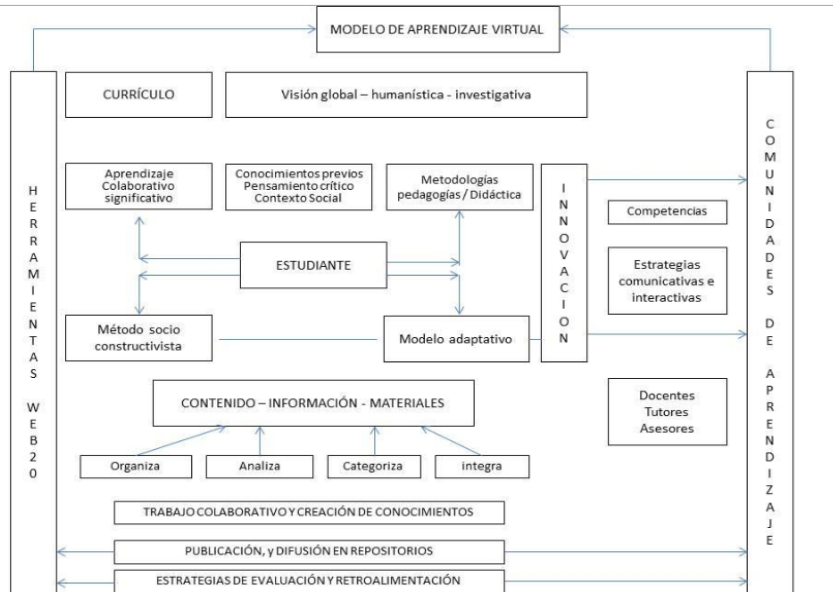 MODELO DE APRENDIZAJE VIRTUAL
CURRÍCULO
Visión global – humanística - investigativa
HERRAMIENTAS WEB20
Aprendizaje
Colaborativo
significativo
Conocimientos previos
Pensamiento crítico
Contexto Social
Metodologías
pedagogías / Didáctica
INNOVACION
Competencias
COMUNIDADES DE APRENDIZAJE
ESTUDIANTE
Estrategias
comunicativas e
interactivas
Método socio
constructivista
Modelo adaptativo
CONTENIDO – INFORMACIÓN - MATERIALES
Docentes
Tutores
Asesores
Organiza
Analiza
Categoriza
integra
TRABAJO COLABORATIVO Y CREACIÓN DE CONOCIMIENTOS
PUBLICACIÓN, y DIFUSIÓN EN REPOSITORIOS
ESTRATEGIAS DE EVALUACIÓN Y RETROALIMENTACIÓN